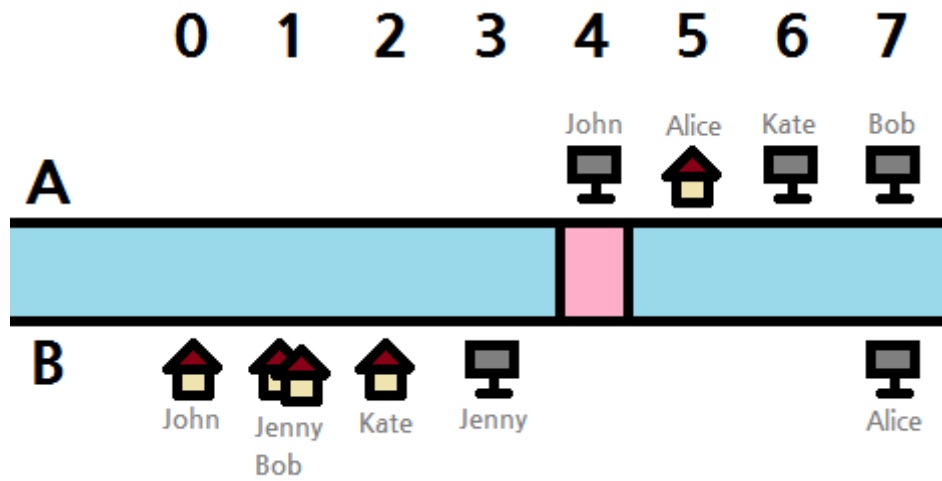 0 1 2 3 4 5 6 7
John Alice Kate Bob
A
B
John Jenny Kate Jenny Alice
Bob